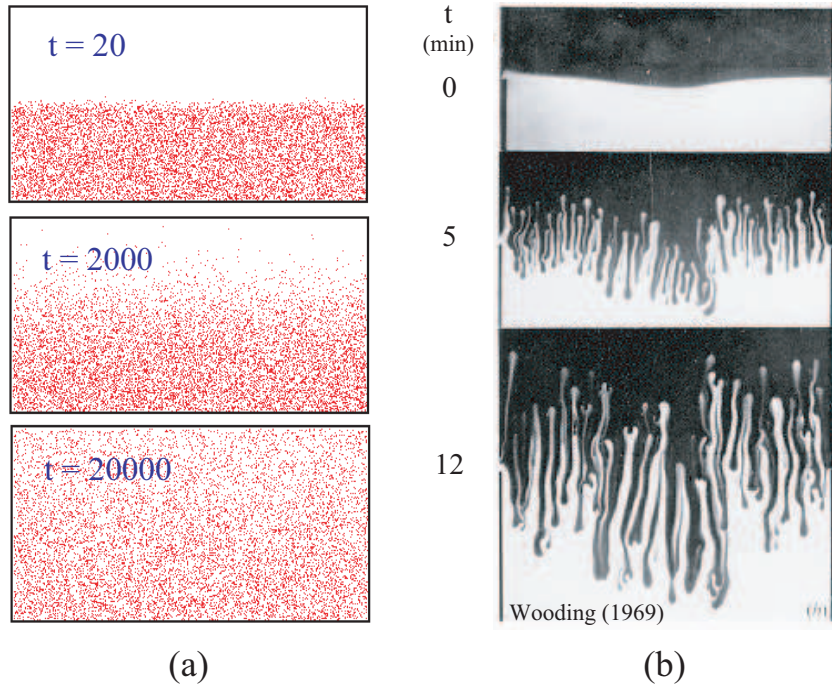 t = 20
t = 2000
t = 20000
(a)
t
(min)
0
5
12
Wooding (1969)
(b)